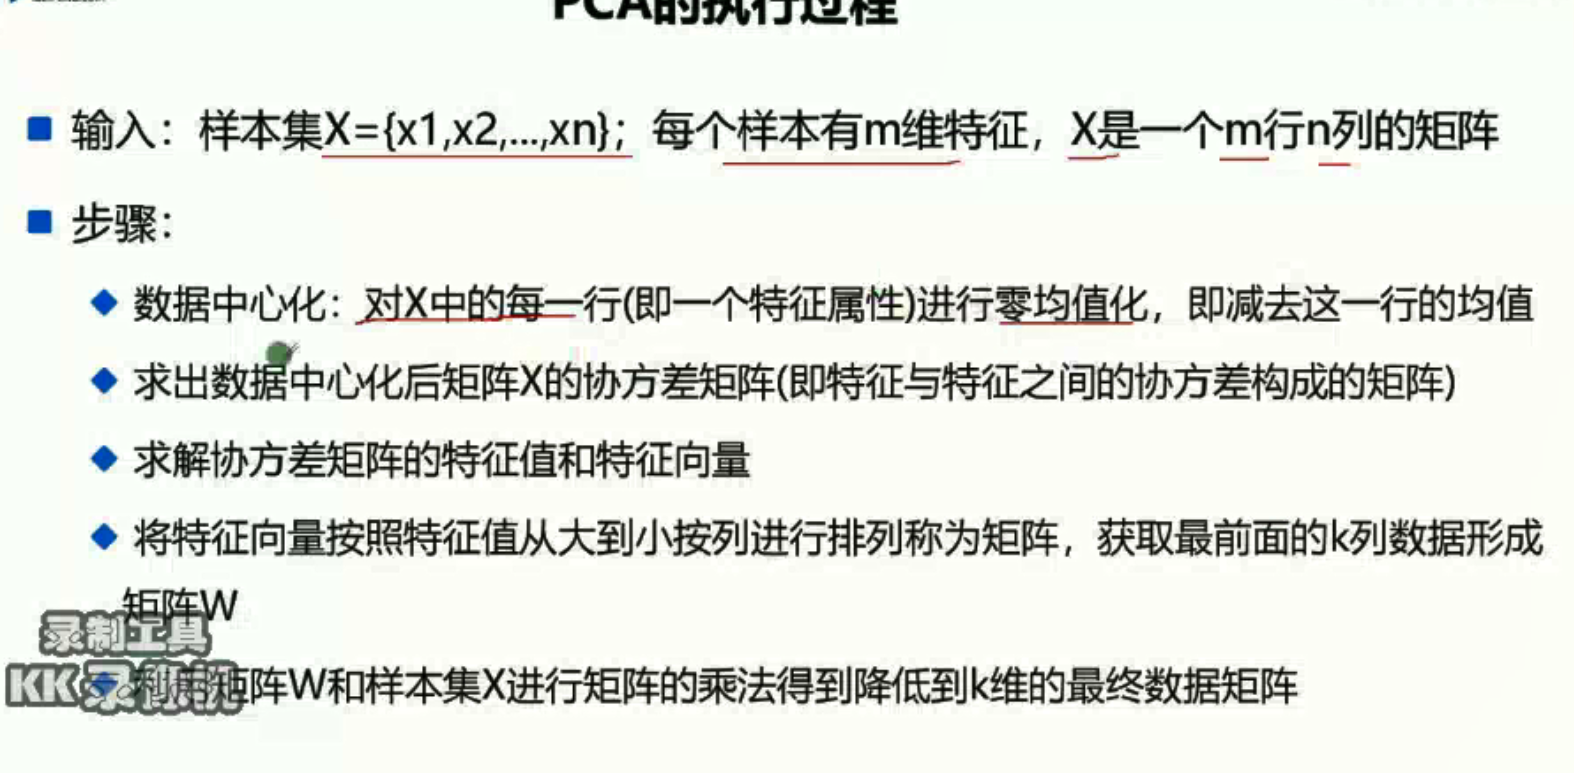 PCA的执行过程
输入：样本集X={x1,x2,...,xn}；每个样本有m维特征，X是一个m行n列的矩阵
步骤：
数据中心化：对X中的每一行(即一个特征属性)进行零均值化，即减去这一行的均值
求出数据中心化后矩阵X的协方差矩阵(即特征与特征之间的协方差构成的矩阵)
求解协方差矩阵的特征值和特征向量
将特征向量按照特征值从大到小按列进行排列称为矩阵，获取最前面的k列数据形成
矩阵W
录制工具
KK录像机
利用矩阵W和样本集X进行矩阵的乘法得到降低到k维的最终数据矩阵